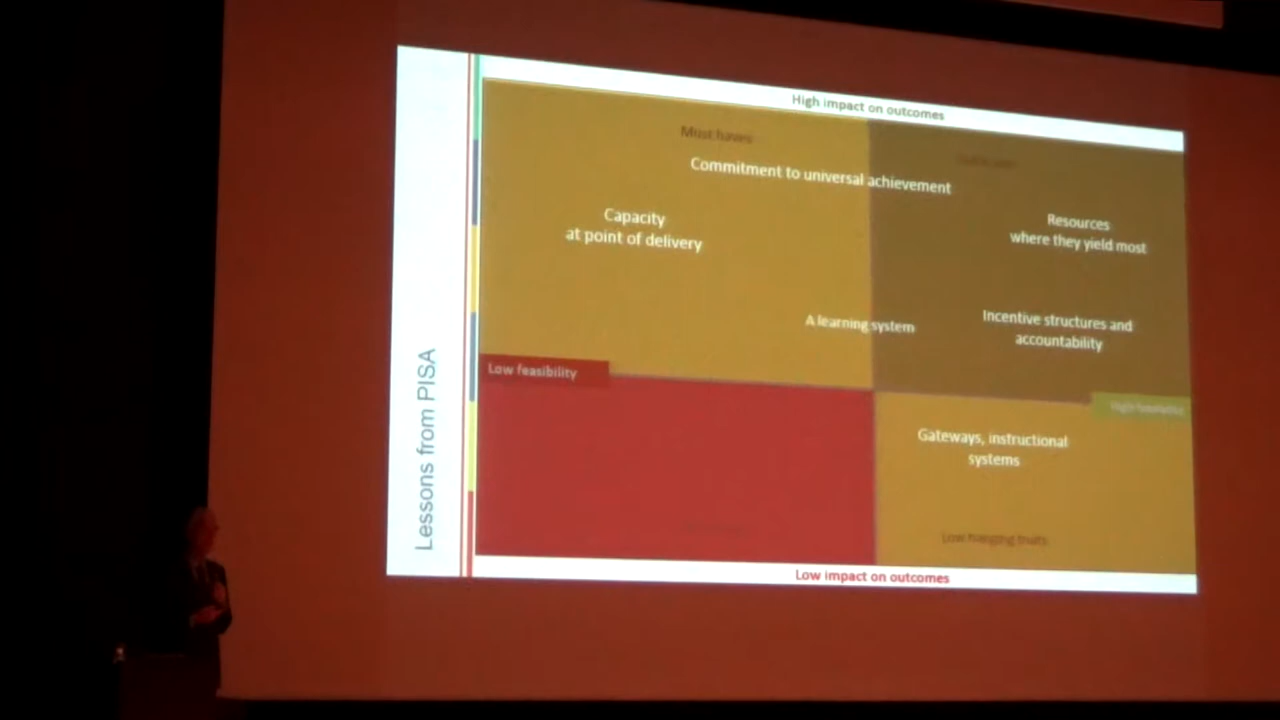 Lessons from PISA
High impact on outcomes
Must haves
Commitment to universal achievement
Capacity
at point of delivery
Resources
where they yield most
A learning system
Incentive structures and
accountability
Low feasibility
High feasibility
Gateways, instructional
systems
Low hanging fruits
Low impact on outcomes